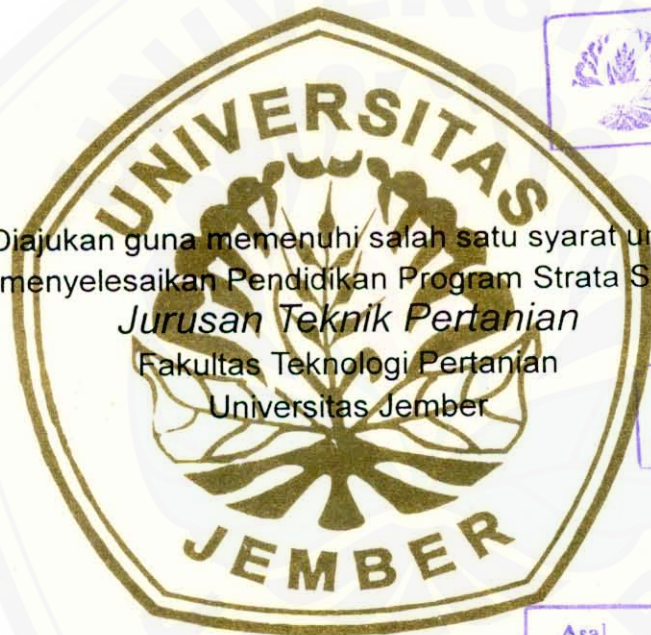 UNIVERSITAS
Diajukan guna memenuhi salah satu syarat
menyelesaikan Pendidikan Program Strata
Jurusan Teknik Pertanian
Fakultas Teknologi Pertanian
Universitas Jember
JEMBER
Asal